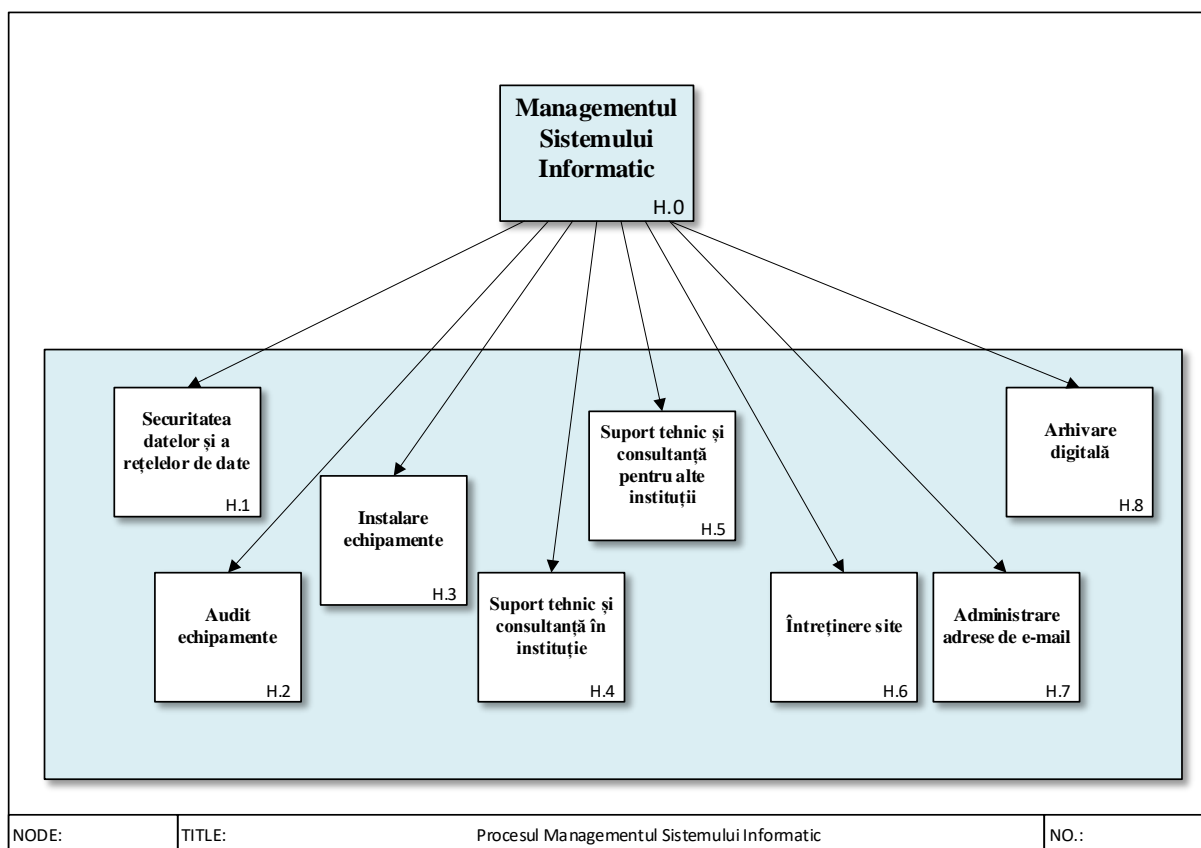 Managementul
Sistemului
Informatic
H.0
Securitatea
datelor și a
rețelelor de date
H.1
Audit
echipamente
H.2
Instalare
echipamente
H.3
Suport tehnic și
consultanță în
instituție
H.4
Suport tehnic și
consultanță
pentru alte
instituții
H.5
Întreținere site
H.6
Administrare
adrese de e-mail
H.7
Arhivare
digitală
H.8
NODE:
TITLE:
Procesul Managementul Sistemului Informatic
NO.: